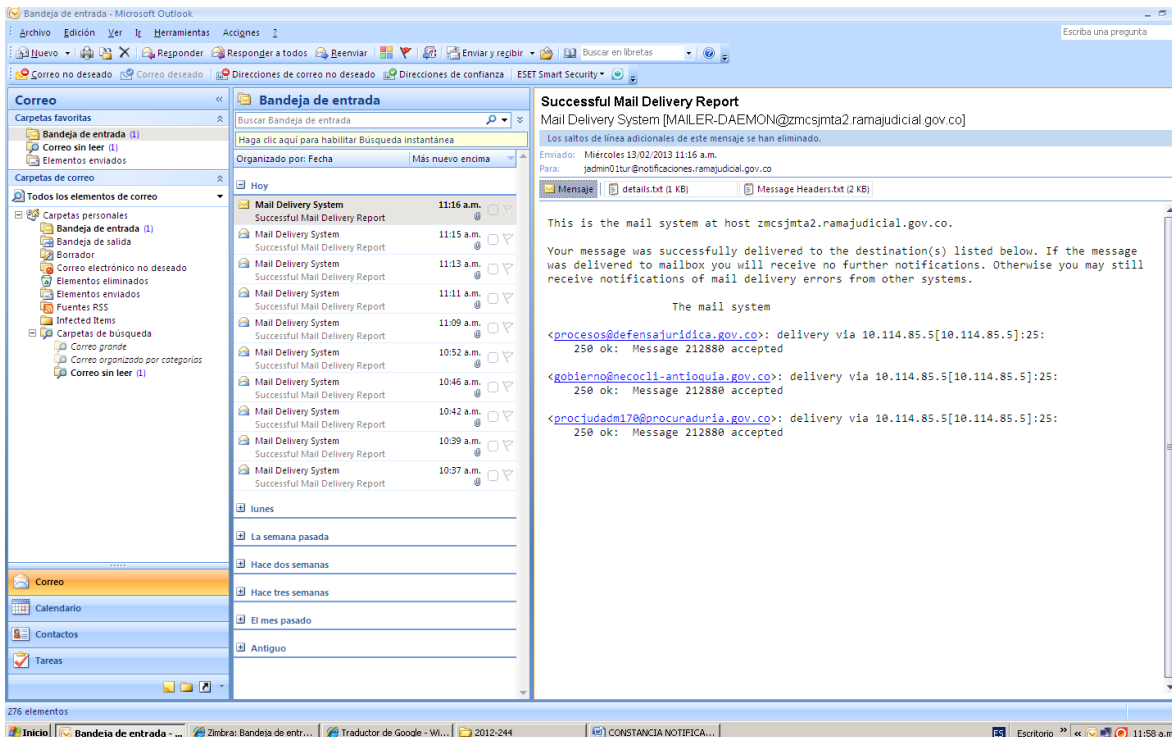 Bandeja de entrada - Microsoft Outlook
Archivo Edición Ver Ir Herramientas Acciones ?
Escriba una pregunta
Nuevo Responder Responder a todos Reenviar Enviar y recibir Buscar en libretas
Correo no deseado Correo deseado Direcciones de correo no deseado Direcciones de confianza ESET Smart Security
Correo
Carpetas favoritas
Bandeja de entrada (1)
Correo sin leer (1)
Elementos enviados
Carpetas de correo
Todos los elementos de correo
Carpetas personales
Bandeja de entrada (1)
Bandeja de salida
Borrador
Correo electrónico no deseado
Elementos eliminados
Elementos enviados
Fuentes RSS
Infected Items
Carpetas de búsqueda
Correo grande
Correo organizado por categorías
Correo sin leer (1)
Correo
Calendario
Contactos
Tareas
Bandeja de entrada
Buscar Bandeja de entrada
Haga clic aquí para habilitar Búsqueda instantánea
Organizado por: Fecha Más nuevo encima
Hoy
Mail Delivery System 11:16 a.m.
Successful Mail Delivery Report
Mail Delivery System 11:15 a.m.
Successful Mail Delivery Report
Mail Delivery System 11:13 a.m.
Successful Mail Delivery Report
Mail Delivery System 11:11 a.m.
Successful Mail Delivery Report
Mail Delivery System 11:09 a.m.
Successful Mail Delivery Report
Mail Delivery System 10:52 a.m.
Successful Mail Delivery Report
Mail Delivery System 10:46 a.m.
Successful Mail Delivery Report
Mail Delivery System 10:42 a.m.
Successful Mail Delivery Report
Mail Delivery System 10:39 a.m.
Successful Mail Delivery Report
Mail Delivery System 10:37 a.m.
Successful Mail Delivery Report
lunes
La semana pasada
Hace dos semanas
Hace tres semanas
El mes pasado
Antiguo
Successful Mail Delivery Report
Mail Delivery System [MAILER-DAEMON@zmcsjmta2.ramajudicial.gov.co]
Los saltos de línea adicionales de este mensaje se han eliminado.
Enviado: Miércoles 13/02/2013 11:16 a.m.
Para: jadmin01tur@notificaciones.ramajudicial.gov.co
Mensaje details.txt (1 KB) Message Headers.txt (2 KB)
This is the mail system at host zmcsjmta2.ramajudicial.gov.co.
Your message was successfully delivered to the destination(s) listed below. If the message
was delivered to mailbox you will receive no further notifications. Otherwise you may still
receive notifications of mail delivery errors from other systems.
The mail system
<procesos@defensajuridica.gov.co>: delivery via 10.114.85.5[10.114.85.5]:25:
250 ok: Message 212880 accepted
<gobierno@necocli-antioquia.gov.co>: delivery via 10.114.85.5[10.114.85.5]:25:
250 ok: Message 212880 accepted
<procjudadm170@procuraduria.gov.co>: delivery via 10.114.85.5[10.114.85.5]:25:
250 ok: Message 212880 accepted
276 elementos
Inicio Bandeja de entrada - ... Zimbra: Bandeja de entr... Traductor de Google - Wi... 2012-244 CONSTANCIA NOTIFICA... ES Escritorio 11:58 a.m